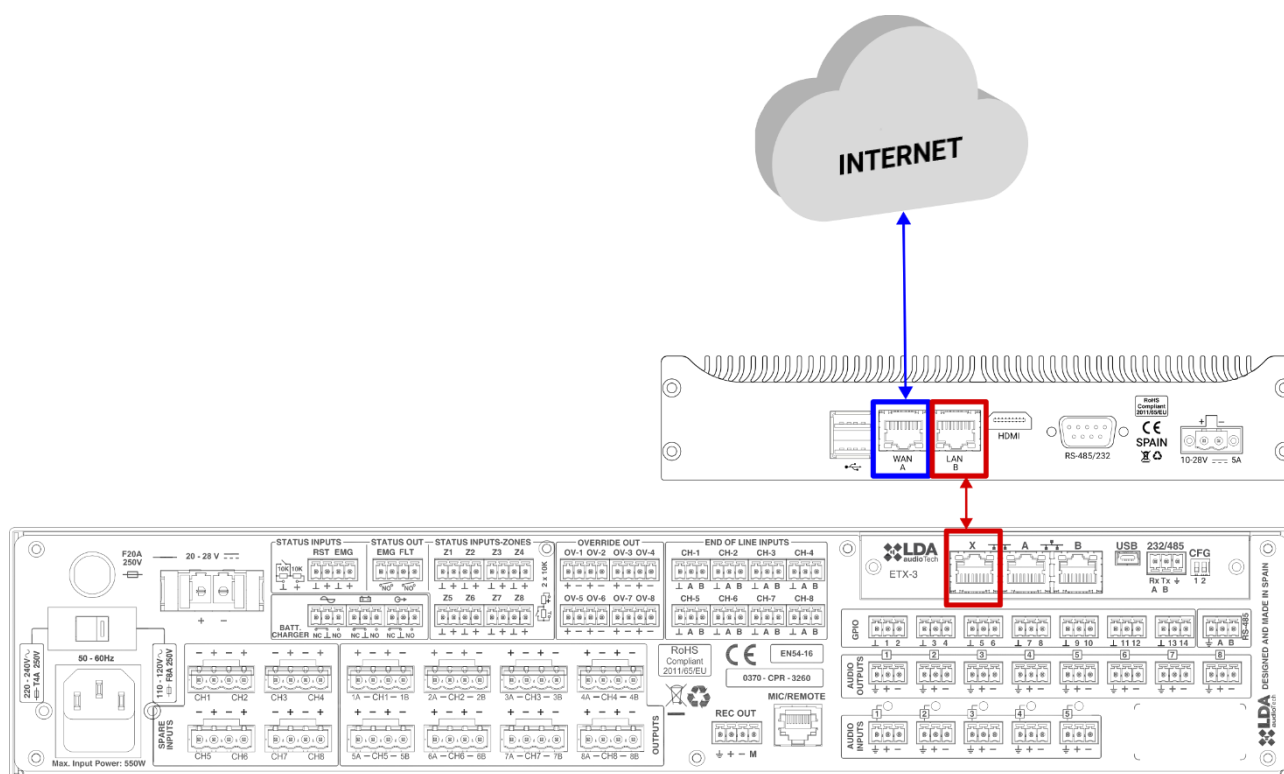 INTERNET
WAN
A
LAN
B
HDMI
RS-485/232
RoHS
Compliant
2011/65/EU
CE
SPAIN
10-28V 5A
+ -
F20A
250V
20 - 28 V
+ -
STATUS INPUTS
RST EMG
10K 10K
⊥ + ⊥ +
STATUS OUT
EMG FLT
NO NO
STATUS INPUTS-ZONES
Z1 Z2 Z3 Z4
⊥ + ⊥ + ⊥ + ⊥ +
Z5 Z6 Z7 Z8
⊥ + ⊥ + ⊥ + ⊥ +
2 x 10K
BATT.
CHARGER
NC ⊥ NO NC ⊥ NO NC ⊥ NO
OVERRIDE OUT
OV-1 OV-2 OV-3 OV-4
+ - + - + - + -
OV-5 OV-6 OV-7 OV-8
+ - + - + - + -
END OF LINE INPUTS
CH-1 CH-2 CH-3 CH-4
⊥ A B ⊥ A B ⊥ A B ⊥ A B
CH-5 CH-6 CH-7 CH-8
⊥ A B ⊥ A B ⊥ A B ⊥ A B
LDA
audioTech
ETX-3
X A B
USB
232/485
Rx Tx
A B
CFG
1 2
GPIO
⊥ 1 2 ⊥ 3 4 ⊥ 5 6 ⊥ 7 8 ⊥ 9 10 ⊥ 11 12 ⊥ 13 14
RS-485
A B
AUDIO
OUTPUTS
1 2 3 4 5 6 7 8
+ - + - + - + - + - + - + - + -
AUDIO
INPUTS
1 2 3 4 5
+ - + - + - + - + -
DESIGNED AND MADE IN SPAIN
LDA
audioTech
50 - 60Hz
220 - 240V
T4A 250V
110 - 120V
F8A 250V
Max. Input Power: 550W
SPARE
INPUTS
- + - + - + - +
CH1 CH2 CH3 CH4
- + - + - + - +
CH5 CH6 CH7 CH8
+ - + - + - + - + - + - + - + -
1A - CH1 - 1B 2A - CH2 - 2B 3A - CH3 - 3B 4A - CH4 - 4B
+ - + - + - + - + - + - + - + -
5A - CH5 - 5B 6A - CH6 - 6B 7A - CH7 - 7B 8A - CH8 - 8B
OUTPUTS
RoHS
Compliant
2011/65/EU
CE
EN54-16
0370 - CPR - 3260
REC OUT
+ - M
MIC/REMOTE